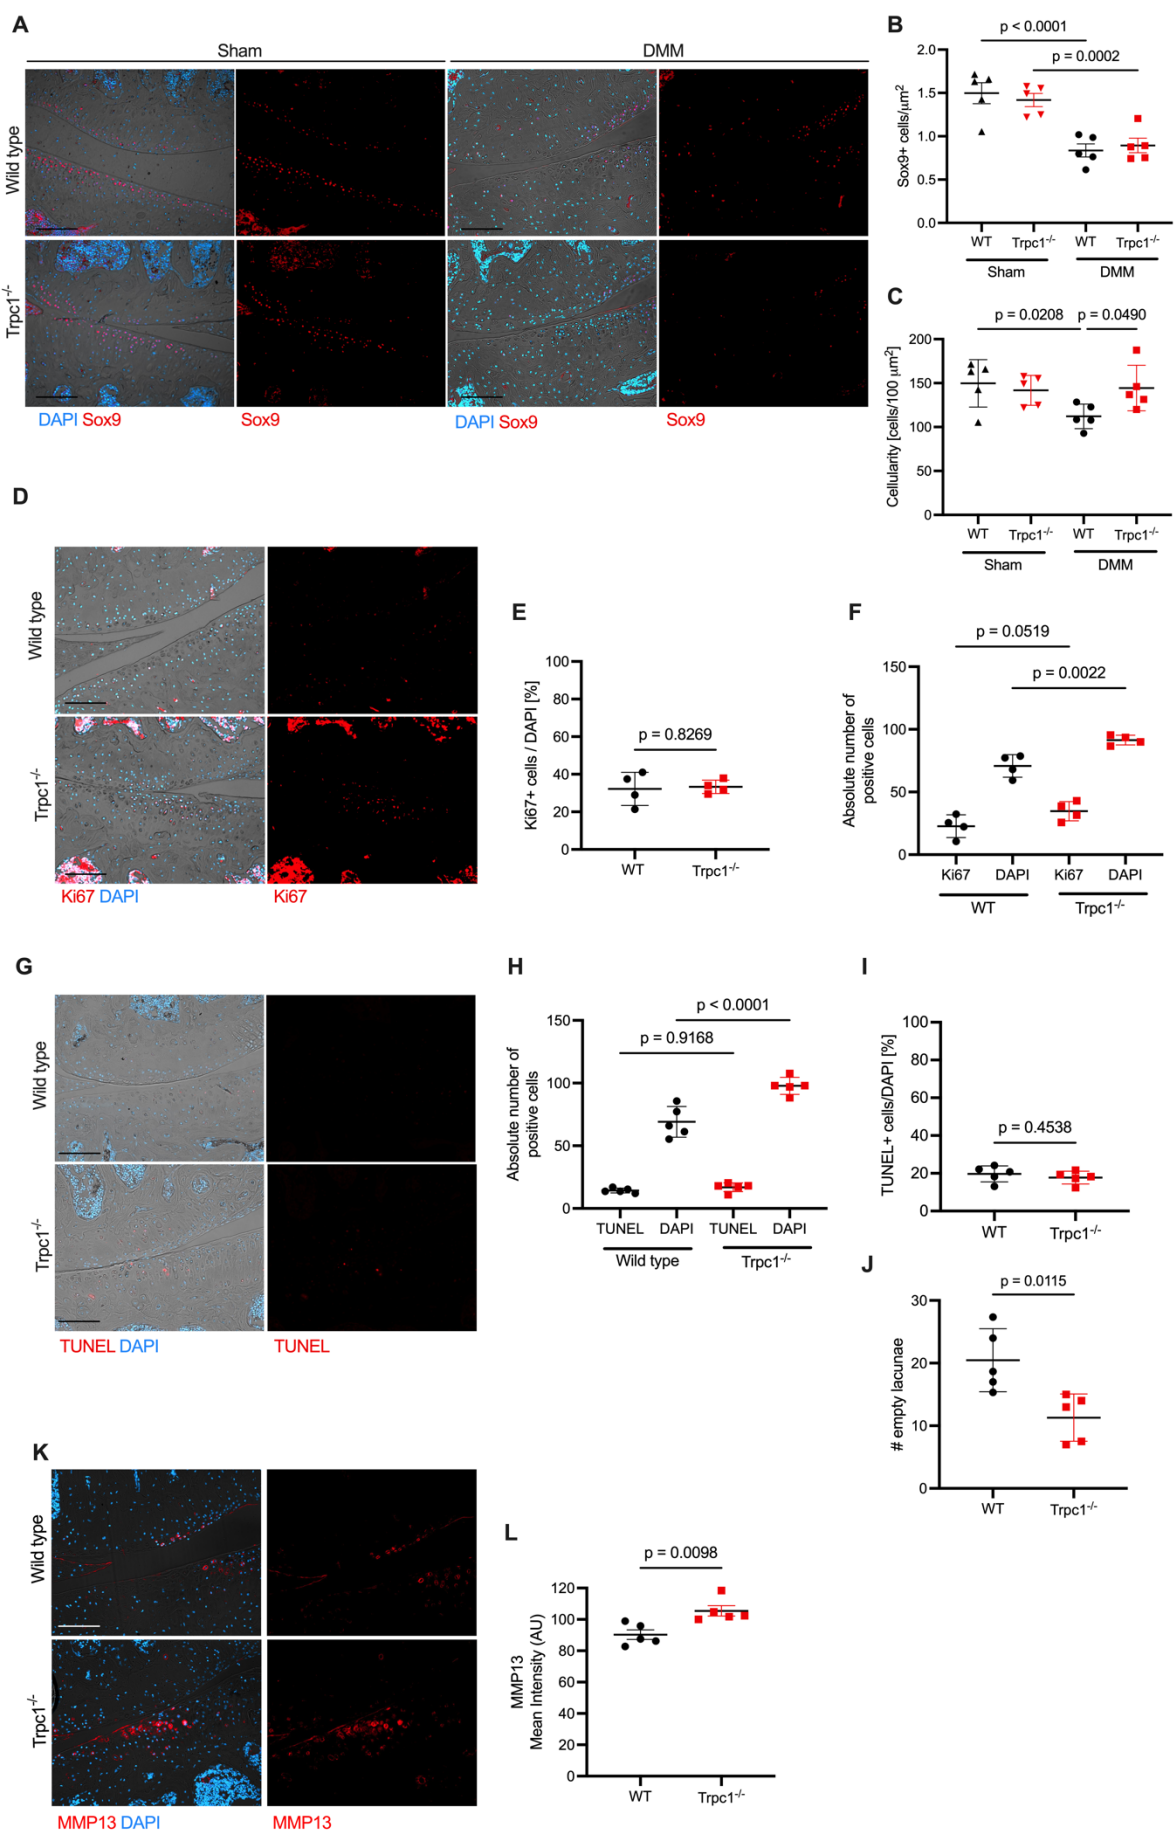 A
Sham
DMM
Wild type
Trpc1-/-
DAPI Sox9
Sox9
DAPI Sox9
Sox9
B
p < 0.0001
p = 0.0002
Sox9+ cells/μm2
2.0
1.5
1.0
0.5
0.0
WT
Trpc1-/-
WT
Trpc1-/-
Sham
DMM
C
p = 0.0208
p = 0.0490
Cellularity [cells/100 μm2]
200
150
100
50
0
WT
Trpc1-/-
WT
Trpc1-/-
Sham
DMM
D
Wild type
Trpc1-/-
Ki67 DAPI
Ki67
E
Ki67+ cells / DAPI [%]
100
80
60
40
20
0
p = 0.8269
WT
Trpc1-/-
F
p = 0.0519
p = 0.0022
Absolute number of
positive cells
150
100
50
0
Ki67
DAPI
Ki67
DAPI
WT
Trpc1-/-
G
Wild type
Trpc1-/-
TUNEL DAPI
TUNEL
H
p < 0.0001
p = 0.9168
Absolute number of
positive cells
150
100
50
0
TUNEL
DAPI
TUNEL
DAPI
Wild type
Trpc1-/-
I
TUNEL+ cells/DAPI [%]
100
80
60
40
20
0
p = 0.4538
WT
Trpc1-/-
J
p = 0.0115
# empty lacunae
30
20
10
0
WT
Trpc1-/-
K
Wild type
Trpc1-/-
MMP13 DAPI
MMP13
L
p = 0.0098
MMP13
Mean Intensity (AU)
120
100
80
60
40
20
0
WT
Trpc1-/-